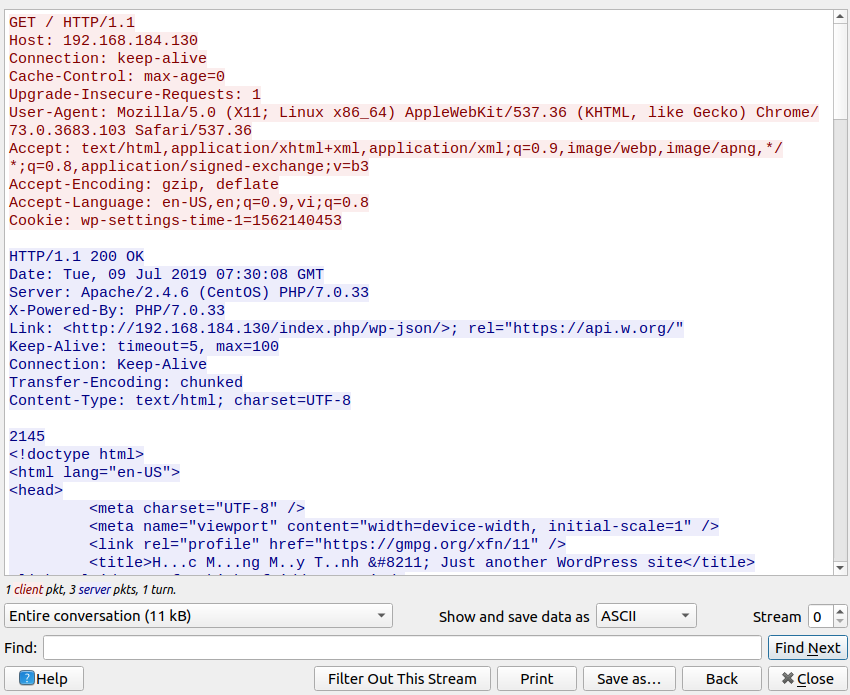 GET / HTTP/1.1
Host: 192.168.184.130
Connection: keep-alive
Cache-Control: max-age=0
Upgrade-Insecure-Requests: 1
User-Agent: Mozilla/5.0 (X11; Linux x86_64) AppleWebKit/537.36 (KHTML, like Gecko) Chrome/
73.0.3683.103 Safari/537.36
Accept: text/html,application/xhtml+xml,application/xml;q=0.9,image/webp,image/apng,*/
*;q=0.8,application/signed-exchange;v=b3
Accept-Encoding: gzip, deflate
Accept-Language: en-US,en;q=0.9,vi;q=0.8
Cookie: wp-settings-time-1=1562140453

HTTP/1.1 200 OK
Date: Tue, 09 Jul 2019 07:30:08 GMT
Server: Apache/2.4.6 (CentOS) PHP/7.0.33
X-Powered-By: PHP/7.0.33
Link: <http://192.168.184.130/index.php/wp-json/>; rel="https://api.w.org/"
Keep-Alive: timeout=5, max=100
Connection: Keep-Alive
Transfer-Encoding: chunked
Content-Type: text/html; charset=UTF-8

2145
<!doctype html>
<html lang="en-US">
<head>
<meta charset="UTF-8" />
<meta name="viewport" content="width=device-width, initial-scale=1" />
<link rel="profile" href="https://gmpg.org/xfn/11" />
<title>H...c M...ng M..y T..nh &#8211; Just another WordPress site</title>
1 client pkt, 3 server pkts, 1 turn.
Entire conversation (11 kB) Show and save data as ASCII Stream 0
Find: Find Next
Help Filter Out This Stream Print Save as… Back Close